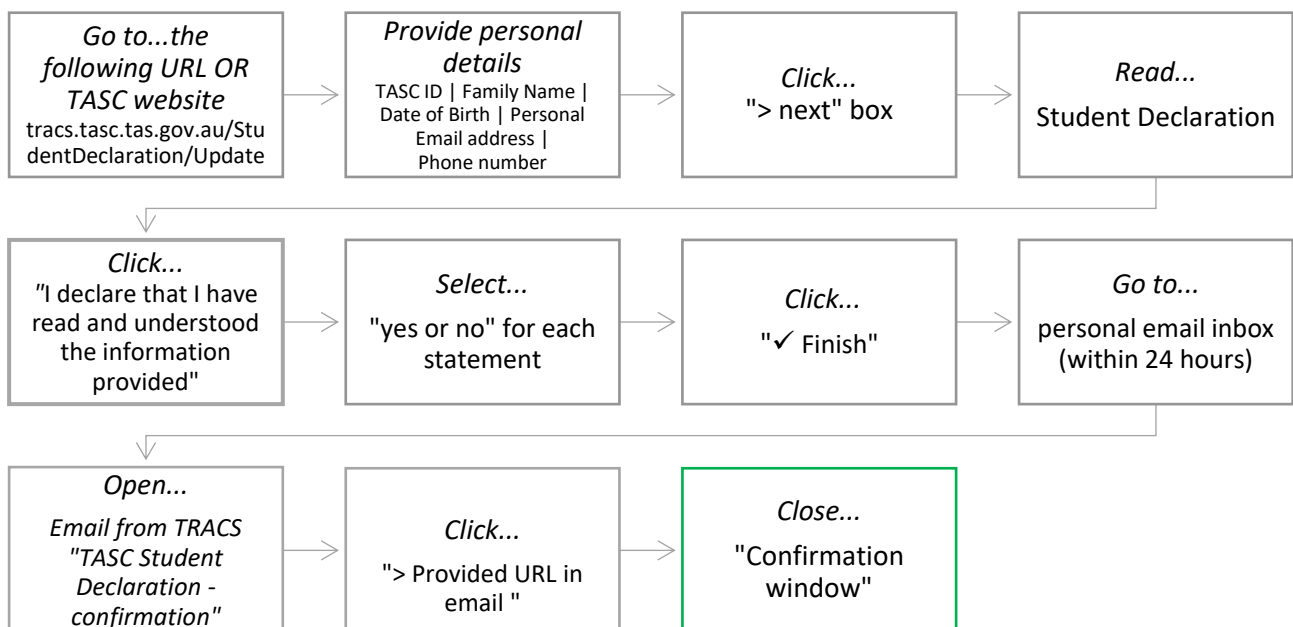 Go to...the
following URL OR
TASC website
tracs.tasc.tas.gov.au/Stu
dentDeclaration/Update
Provide personal
details
TASC ID | Family Name |
Date of Birth | Personal
Email address |
Phone number
Click...
"> next" box
Read...
Student Declaration
Click...
"I declare that I have
read and understood
the information
provided"
Select...
"yes or no" for each
statement
Click...
"✓ Finish"
Go to...
personal email inbox
(within 24 hours)
Open...
Email from TRACS
"TASC Student
Declaration -
confirmation"
Click...
"> Provided URL in
email "
Close...
"Confirmation
window"